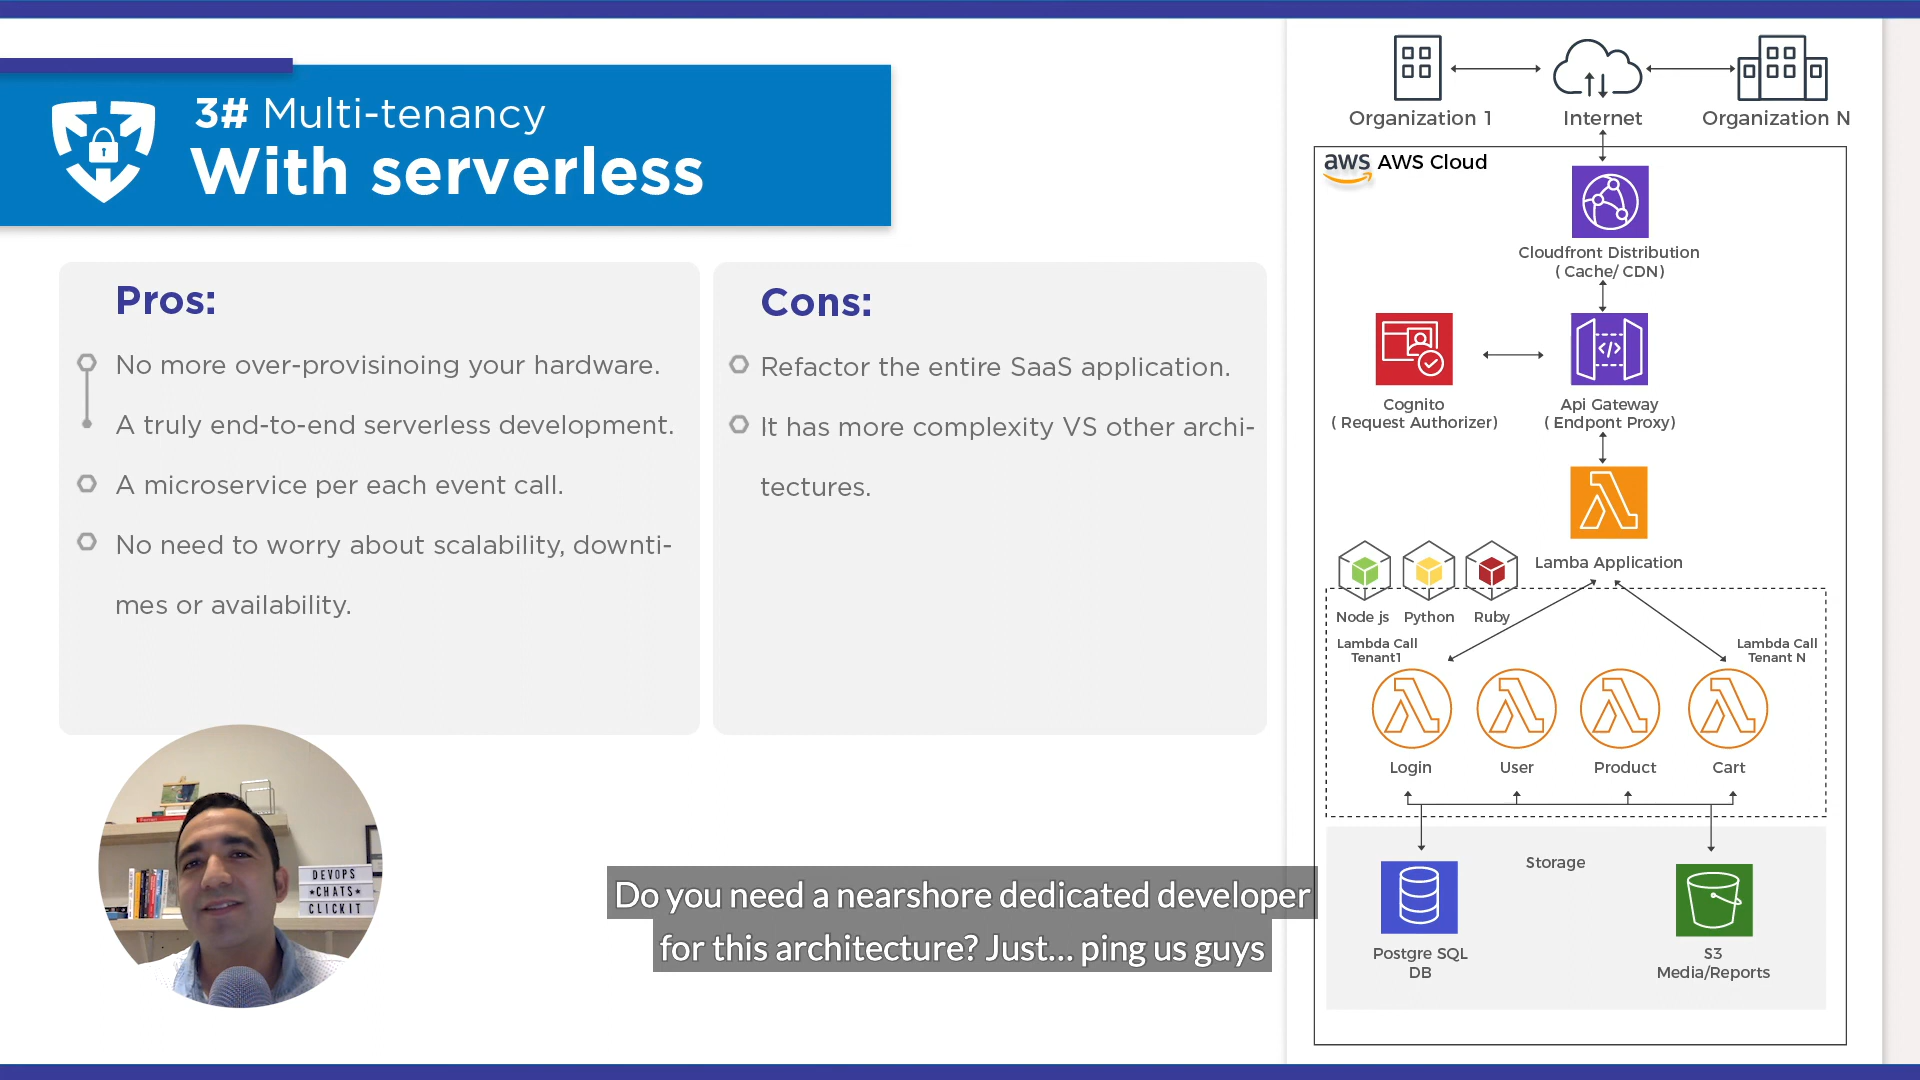 3# Multi-tenancy
With serverless
Pros:
No more over-provisinoing your hardware.
A truly end-to-end serverless development.
A microservice per each event call.
No need to worry about scalability, downti-
mes or availability.
Cons:
Refactor the entire SaaS application.
It has more complexity VS other archi-
tectures.
Organization 1
Internet
Organization N
aws AWS Cloud
Cloudfront Distribution
( Cache/ CDN)
Cognito
( Request Authorizer)
Api Gateway
( Endpont Proxy)
Lamba Application
Node js
Python
Ruby
Lambda Call
Tenant1
Lambda Call
Tenant N
Login
User
Product
Cart
Storage
Postgre SQL
DB
S3
Media/Reports
DEVOPS
*CHATS*
CLICKIT
Do you need a nearshore dedicated developer
for this architecture? Just... ping us guys